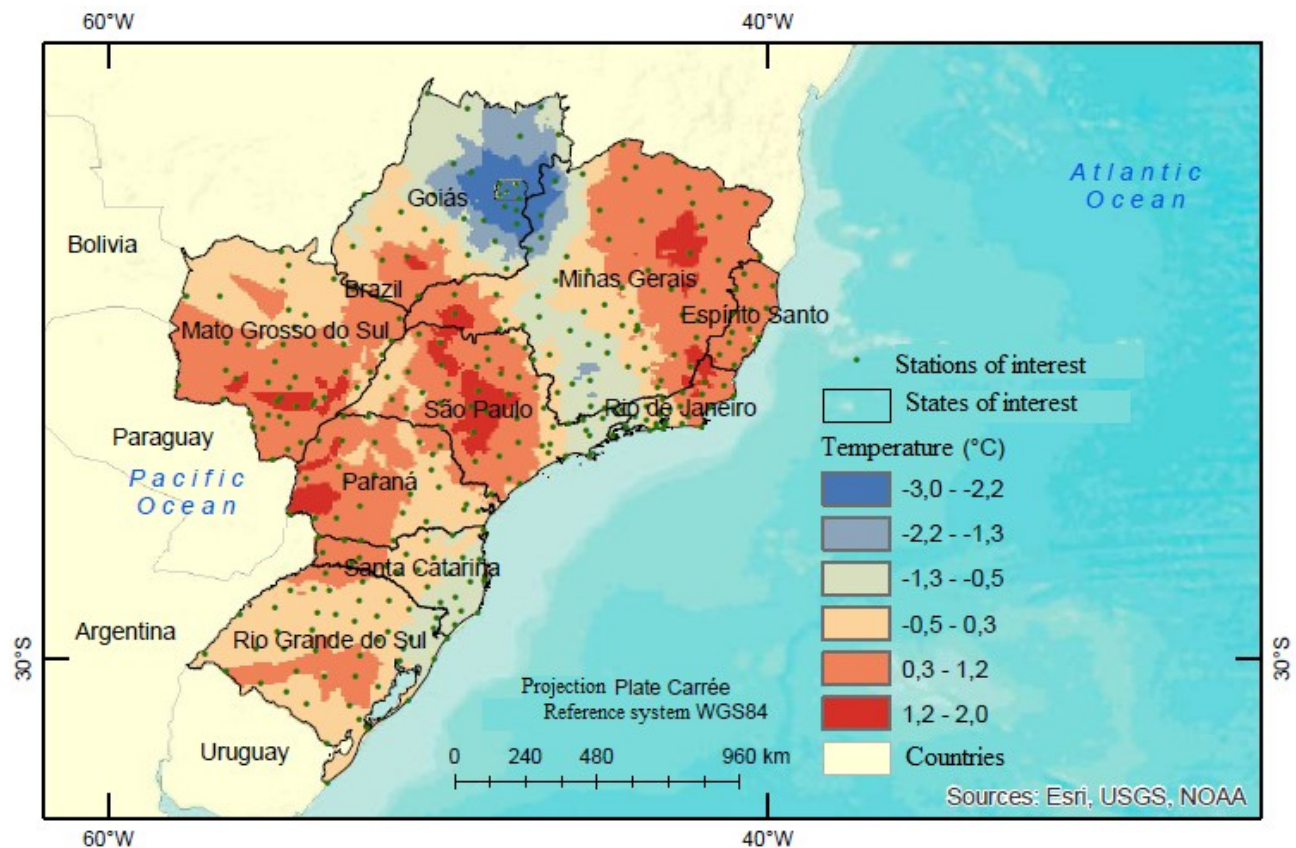 60°W
40°W
Atlantic
Ocean
Goiás
Bolivia
Minas Gerais
Brazil
Espírito Santo
Mato Grosso do Sul
Stations of interest
States of interest
São Paulo
Rio de Janeiro
Paraguay
Temperature (°C)
Pacific
Ocean
Paraná
-3,0 - -2,2
-2,2 - -1,3
Santa Catarina
-1,3 - -0,5
Argentina
Rio Grande do Sul
-0,5 - 0,3
30°S
30°S
0,3 - 1,2
Projection Plate Carrée
Reference system WGS84
1,2 - 2,0
Uruguay
0 240 480 960 km
Countries
Sources: Esri, USGS, NOAA
60°W
40°W